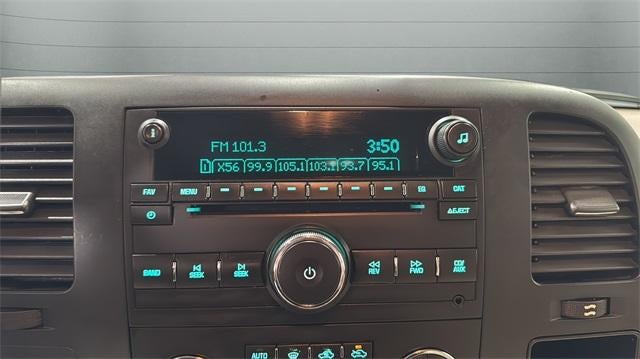 FM 101.3 3:50
1 X56 99.9 105.1 103.1 93.7 95.1
FAV MENU EQ CAT
EJECT
BAND SEEK SEEK REV FWD CD/AUX
AUTO